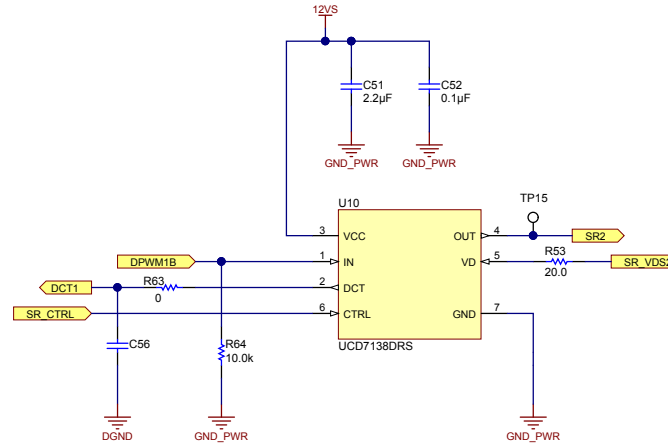 12VS
C51
2.2µF
C52
0.1µF
GND_PWR
GND_PWR
U10
TP15
3
VCC
OUT
4
SR2
DPWM1B
1
IN
VD
5
R53
20.0
SR_VDS2
DCT1
R63
0
2
DCT
SR_CTRL
6
CTRL
GND
7
C56
R64
10.0k
UCD7138DRS
DGND
GND_PWR
GND_PWR